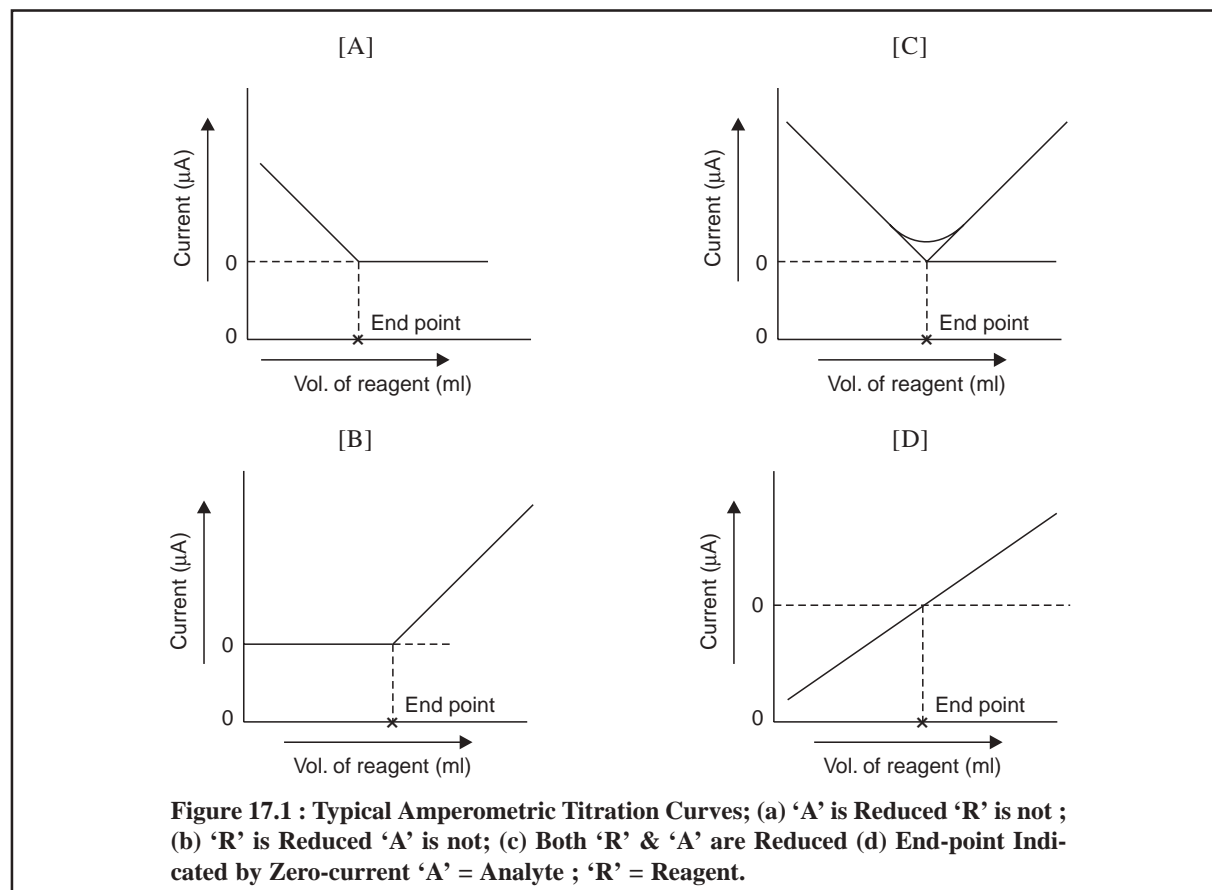 [A]
Current (µA)
0
0
End point
Vol. of reagent (ml)
[C]
Current (µA)
0
0
End point
Vol. of reagent (ml)
[B]
Current (µA)
0
0
End point
Vol. of reagent (ml)
[D]
Current (µA)
0
0
End point
Vol. of reagent (ml)
Figure 17.1 : Typical Amperometric Titration Curves; (a) ‘A’ is Reduced ‘R’ is not ;
(b) ‘R’ is Reduced ‘A’ is not; (c) Both ‘R’ & ‘A’ are Reduced (d) End-point Indi-
cated by Zero-current ‘A’ = Analyte ; ‘R’ = Reagent.